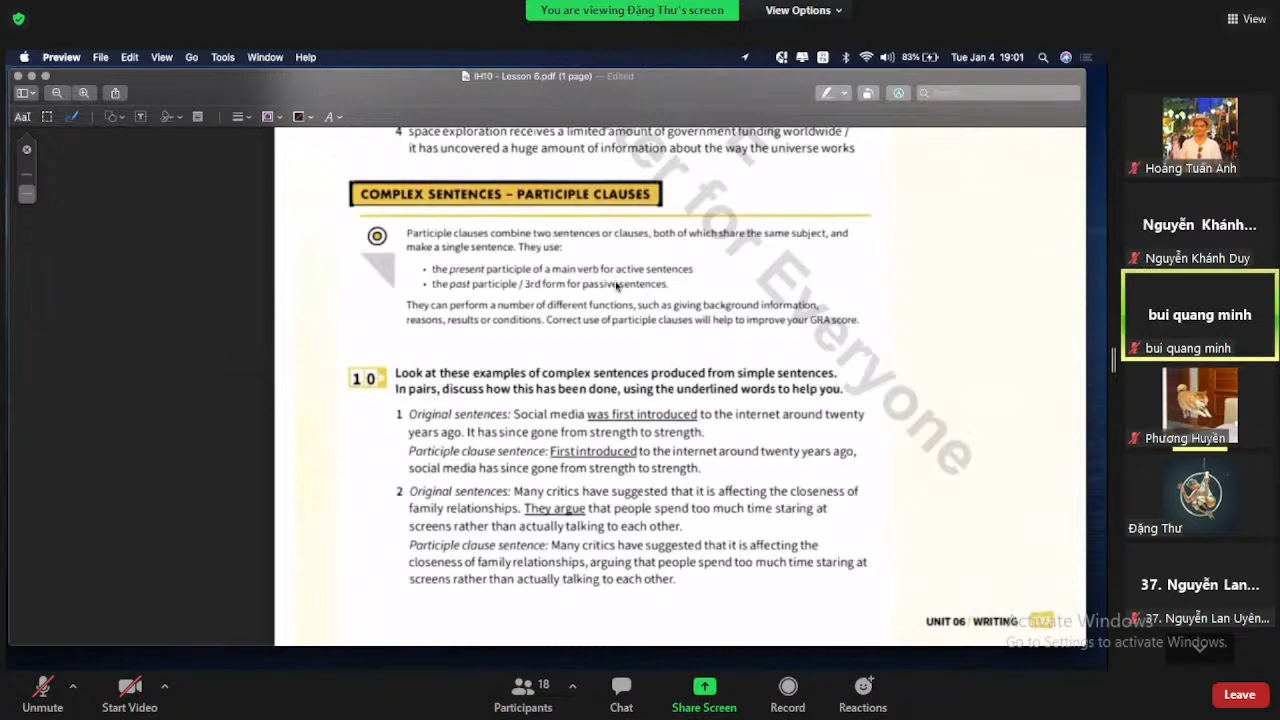 You are viewing Đặng Thư's screen
View Options
View
Preview File Edit View Go Tools Window Help
83% Tue Jan 4 19:01
IH10 - Lesson 6.pdf (1 page) — Edited
Search
4 space exploration receives a limited amount of government funding worldwide /
it has uncovered a huge amount of information about the way the universe works
COMPLEX SENTENCES – PARTICIPLE CLAUSES
Participle clauses combine two sentences or clauses, both of which share the same subject, and
make a single sentence. They use:
• the present participle of a main verb for active sentences
• the past participle / 3rd form for passive sentences.
They can perform a number of different functions, such as giving background information,
reasons, results or conditions. Correct use of participle clauses will help to improve your GRA score.
10 Look at these examples of complex sentences produced from simple sentences.
In pairs, discuss how this has been done, using the underlined words to help you.
1 Original sentences: Social media was first introduced to the internet around twenty
years ago. It has since gone from strength to strength.
Participle clause sentence: First introduced to the internet around twenty years ago,
social media has since gone from strength to strength.
2 Original sentences: Many critics have suggested that it is affecting the closeness of
family relationships. They argue that people spend too much time staring at
screens rather than actually talking to each other.
Participle clause sentence: Many critics have suggested that it is affecting the
closeness of family relationships, arguing that people spend too much time staring at
screens rather than actually talking to each other.
for Everyone
UNIT 06 / WRITING
Activate Windows
Go to Settings to activate Windows.
Hoàng Tuấn Anh
Nguyễn Khánh...
Nguyễn Khánh Duy
bui quang minh
bui quang minh
Phương Huyền
Đặng Thư
37. Nguyễn Lan...
37. Nguyễn Lan Uyên...
Unmute
Start Video
Participants
18
Chat
Share Screen
Record
Reactions
Leave